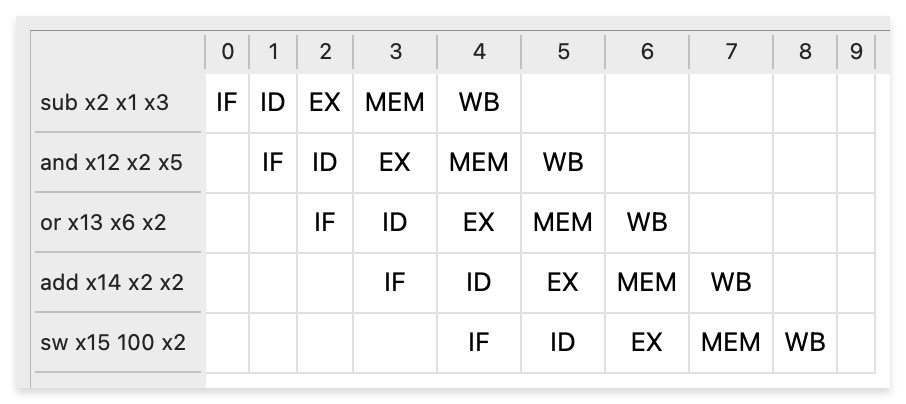 0 1 2 3 4 5 6 7 8 9
sub x2 x1 x3 IF ID EX MEM WB
and x12 x2 x5 IF ID EX MEM WB
or x13 x6 x2 IF ID EX MEM WB
add x14 x2 x2 IF ID EX MEM WB
sw x15 100 x2 IF ID EX MEM WB